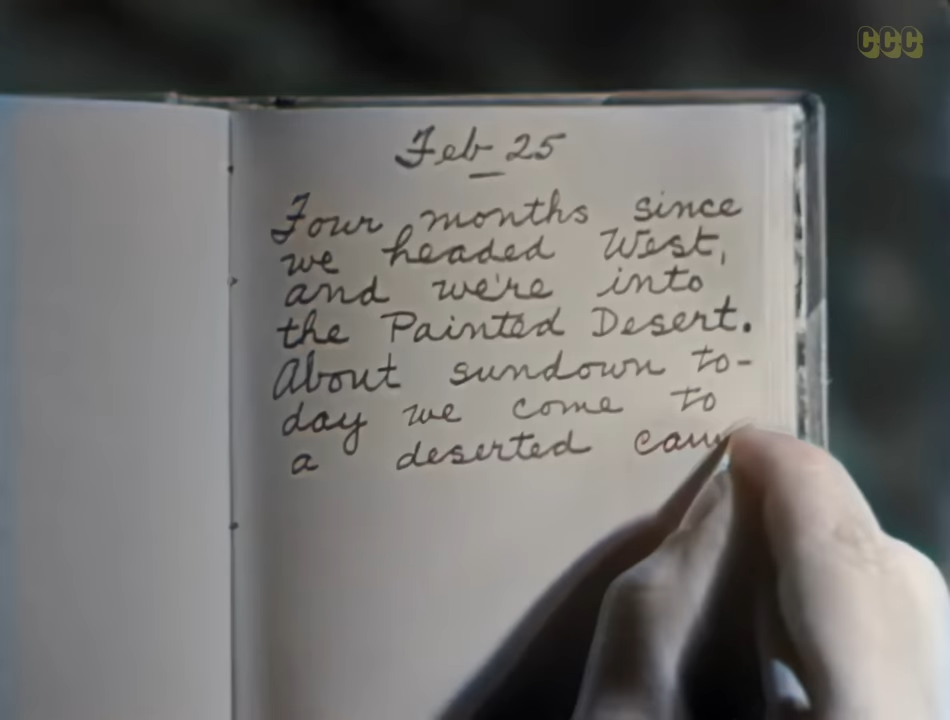 CCC
Feb - 25
Four months since
we headed West,
and we're into
the Painted Desert.
About sundown to-
day we come to
a deserted cam